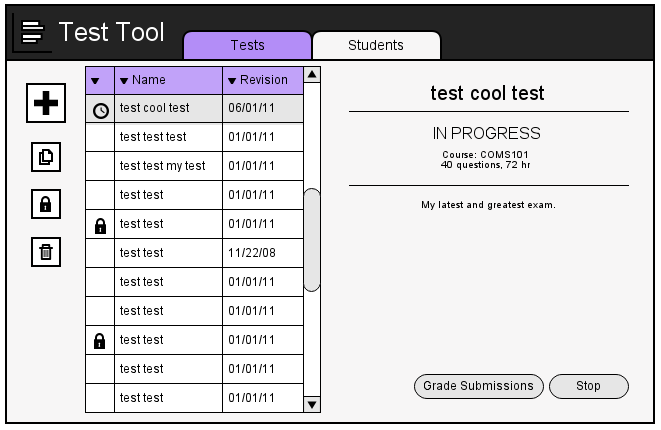 Test Tool
Tests
Students
Name Revision
test cool test 06/01/11
test test test 01/01/11
test test my test 01/01/11
test test 01/01/11
test test 01/01/11
test test 11/22/08
test test 01/01/11
test test 01/01/11
test test 01/01/11
test test 01/01/11
test test 01/01/11
test cool test
IN PROGRESS
Course: COMS101
40 questions, 72 hr
My latest and greatest exam.
Grade Submissions
Stop